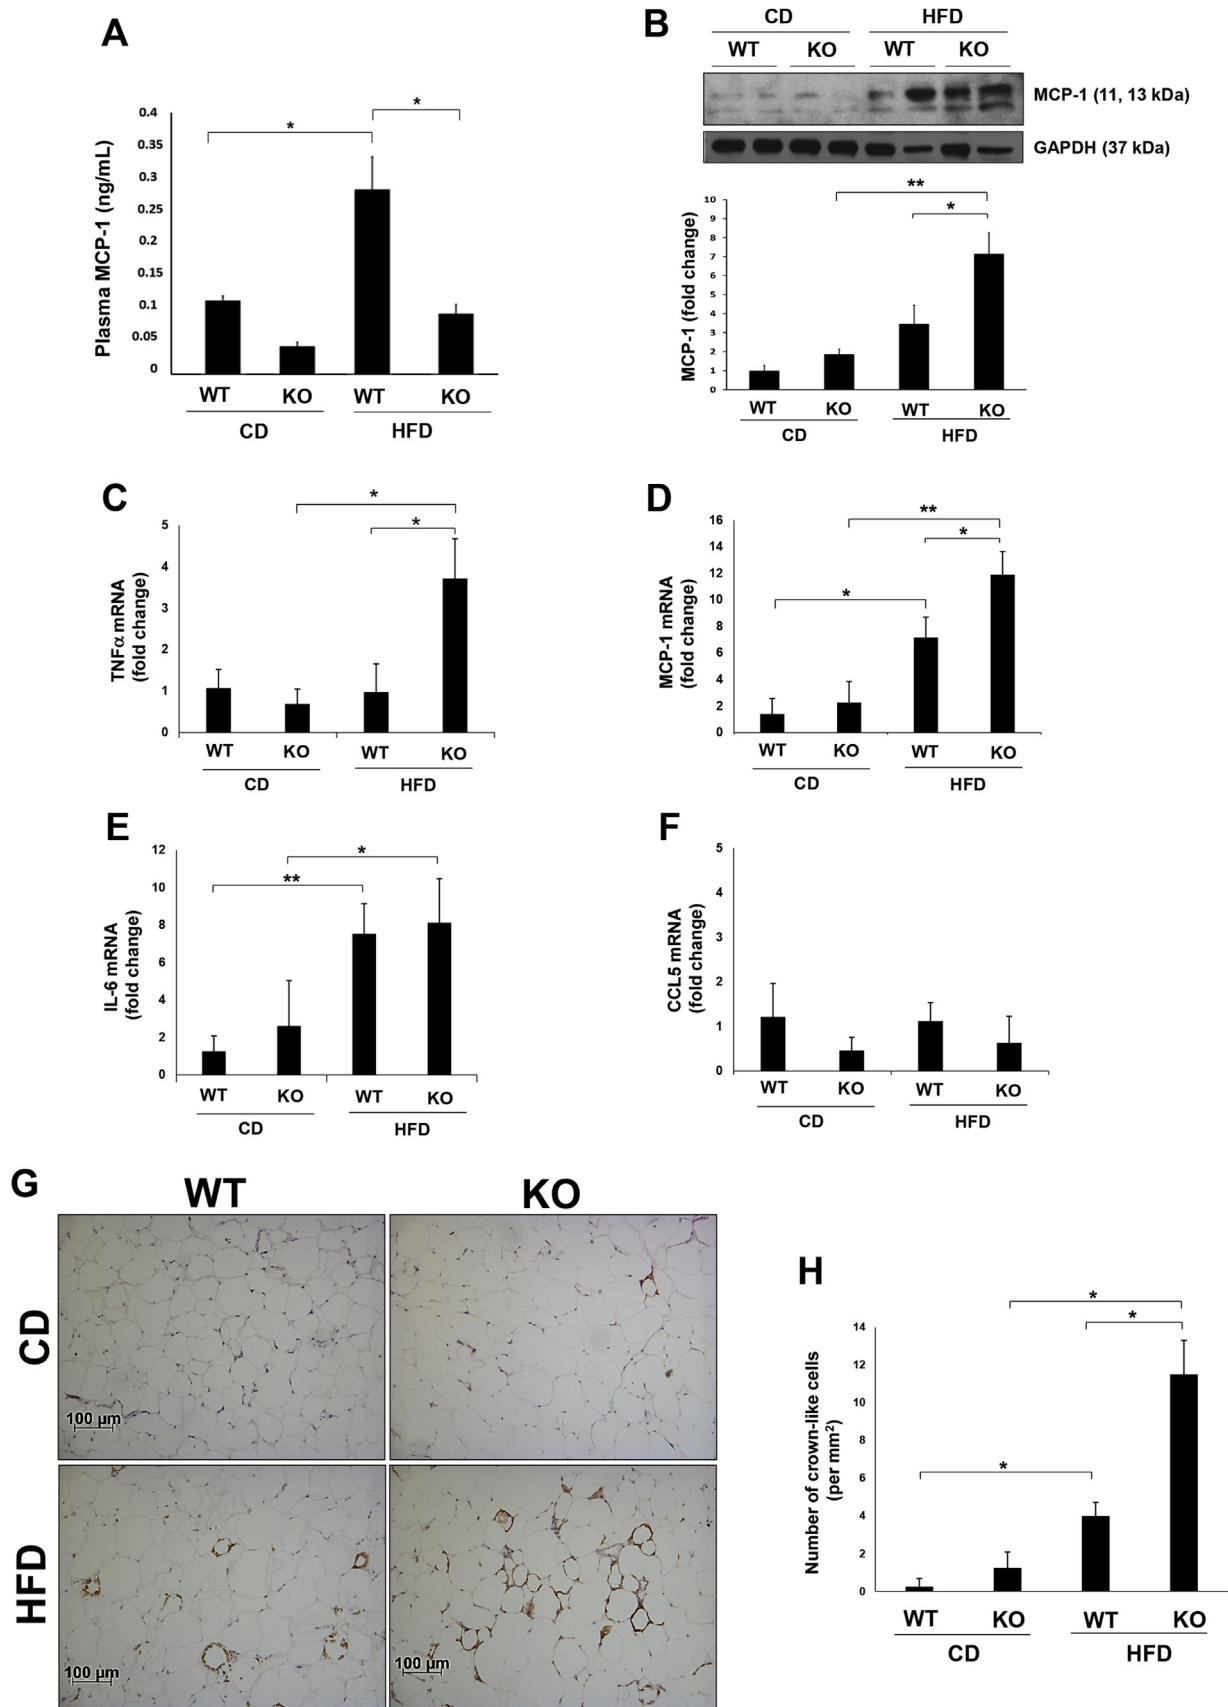 A
Plasma MCP-1 (ng/mL)
0.4
0.35
0.3
0.25
0.2
0.15
0.1
0.05
0
*
*
WT KO WT KO
CD HFD
B
CD HFD
WT KO WT KO
MCP-1 (11, 13 kDa)
GAPDH (37 kDa)
MCP-1 (fold change)
10
9
8
7
6
5
4
3
2
1
0
**
*
WT KO WT KO
CD HFD
C
TNFα mRNA
(fold change)
5
4
3
2
1
0
*
*
WT KO WT KO
CD HFD
D
MCP-1 mRNA
(fold change)
16
14
12
10
8
6
4
2
0
**
*
*
WT KO WT KO
CD HFD
E
IL-6 mRNA
(fold change)
12
10
8
6
4
2
0
*
**
WT KO WT KO
CD HFD
F
CCL5 mRNA
(fold change)
5
4
3
2
1
0
WT KO WT KO
CD HFD
G
WT KO
CD
100 µm
HFD
100 µm
100 µm
H
Number of crown-like cells
(per mm²)
14
12
10
8
6
4
2
0
*
*
*
WT KO WT KO
CD HFD